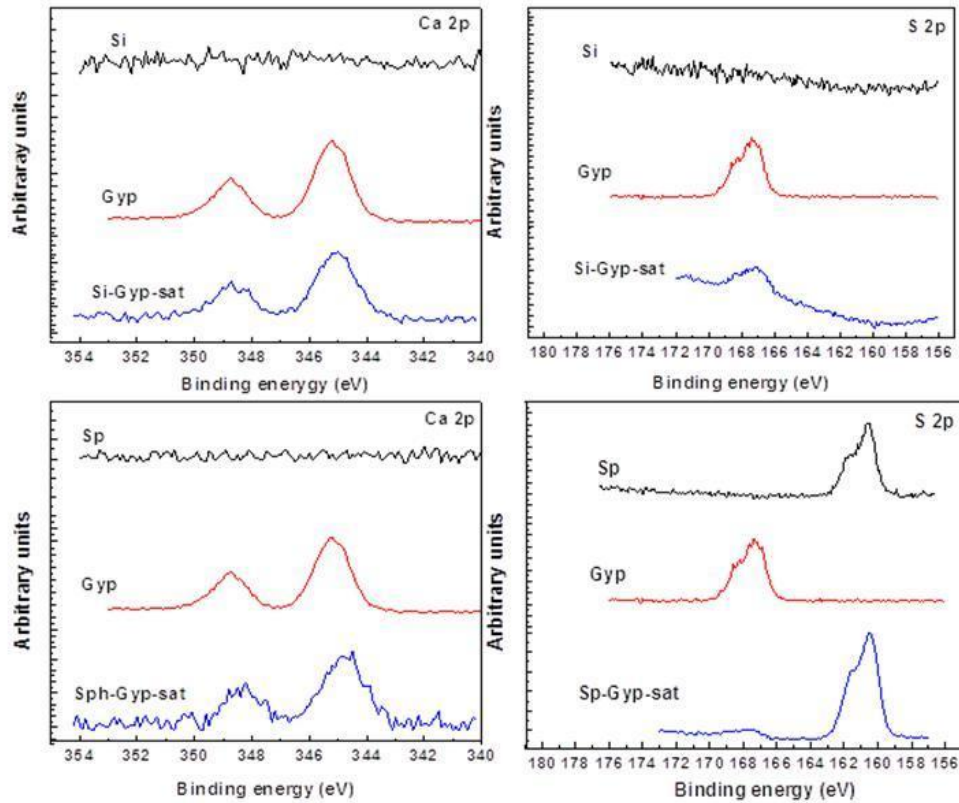 Ca 2p
Si
Gyp
Si-Gyp-sat
Arbitraray units
354 352 350 348 346 344 342 340
Binding enerygy (eV)
S 2p
Si
Gyp
Si-Gyp-sat
Arbitrary units
180 178 176 174 172 170 168 166 164 162 160 158 156
Binding energy (eV)
Ca 2p
Sp
Gyp
Sph-Gyp-sat
Arbitrary units
354 352 350 348 346 344 342 340
Binding energy (eV)
S 2p
Sp
Gyp
Sp-Gyp-sat
Arbitrary units
180 178 176 174 172 170 168 166 164 162 160 158 156
Binding energy (eV)